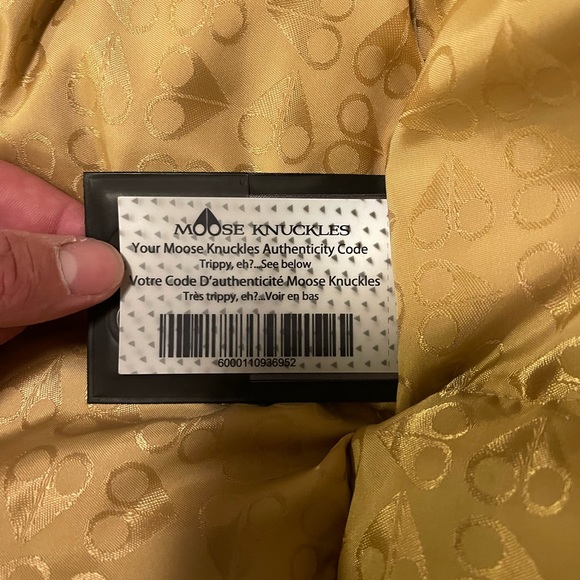 MOOSE KNUCKLES
Your Moose Knuckles Authenticity Code
Trippy, eh?...See below
Votre Code D'authenticité Moose Knuckles
Très trippy, eh?...Voir en bas
6000110936952